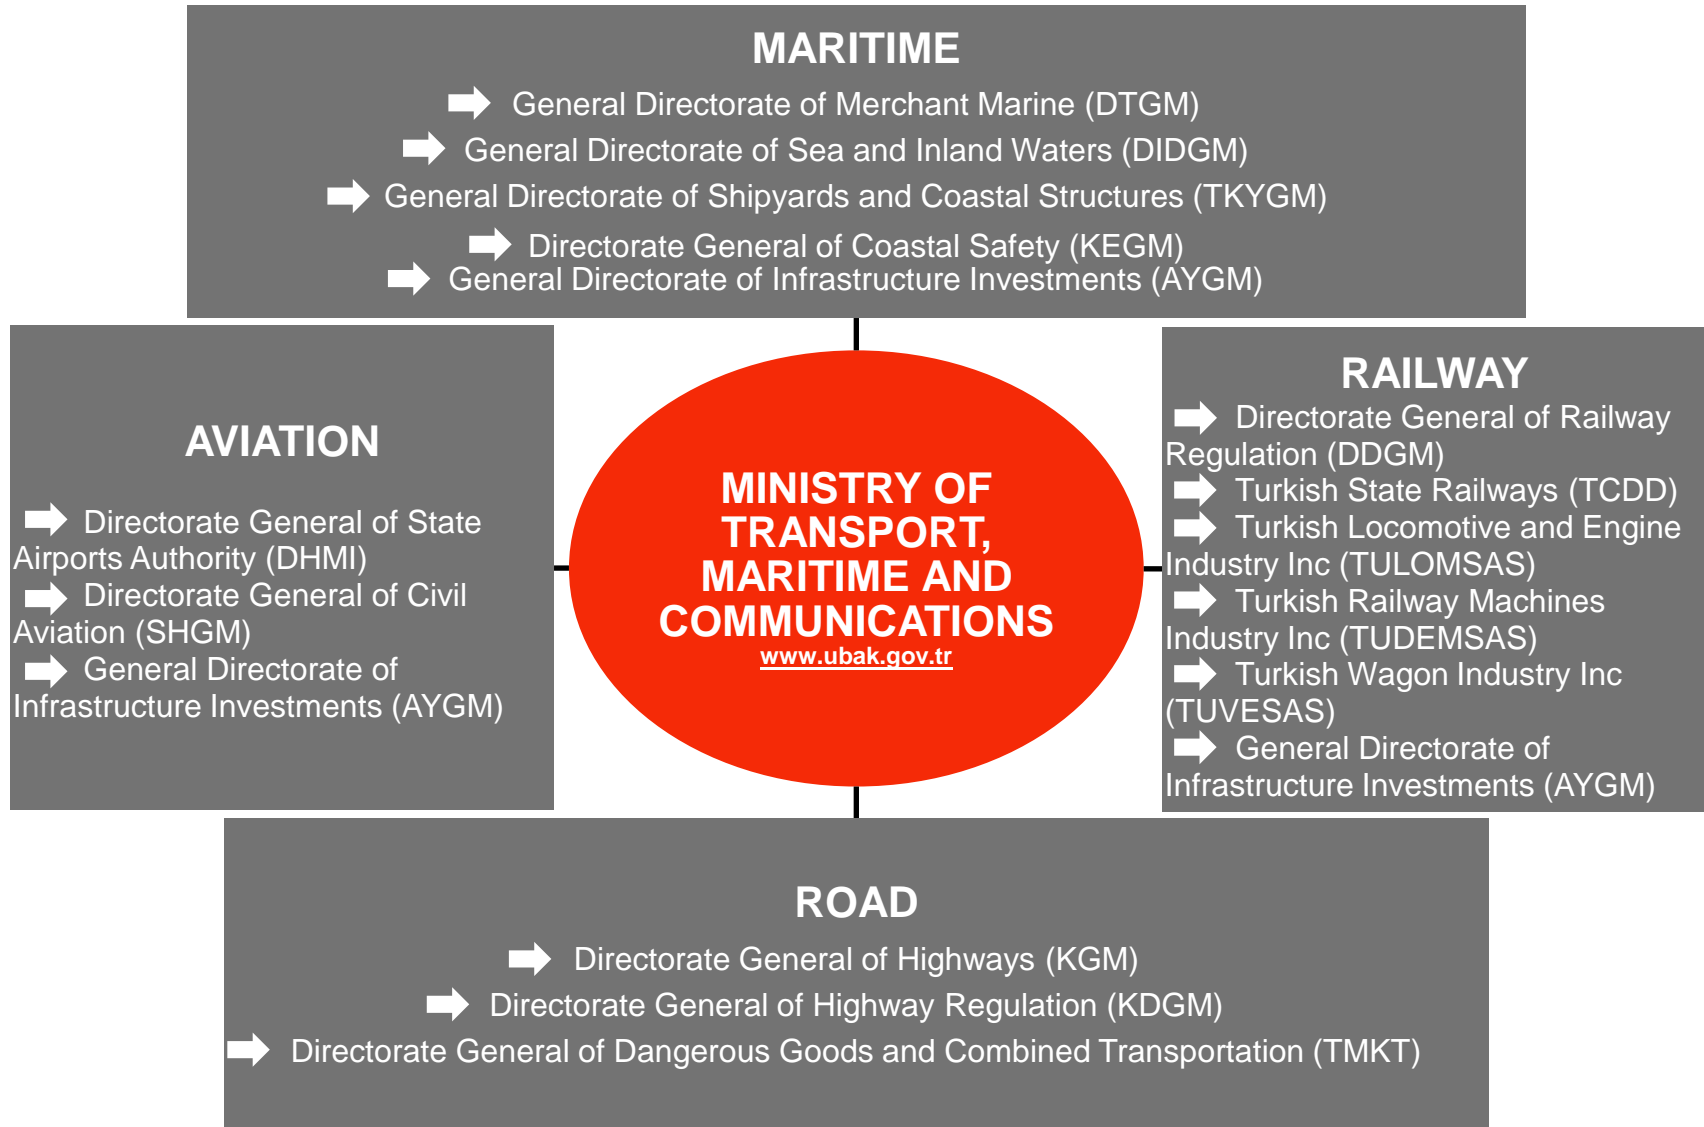 MARITIME
General Directorate of Merchant Marine (DTGM)
General Directorate of Sea and Inland Waters (DIDGM)
General Directorate of Shipyards and Coastal Structures (TKYGM)
Directorate General of Coastal Safety (KEGM)
General Directorate of Infrastructure Investments (AYGM)
AVIATION
Directorate General of State
Airports Authority (DHMI)
Directorate General of Civil
Aviation (SHGM)
General Directorate of
Infrastructure Investments (AYGM)
MINISTRY OF
TRANSPORT,
MARITIME AND
COMMUNICATIONS
www.ubak.gov.tr
RAILWAY
Directorate General of Railway
Regulation (DDGM)
Turkish State Railways (TCDD)
Turkish Locomotive and Engine
Industry Inc (TULOMSAS)
Turkish Railway Machines
Industry Inc (TUDEMSAS)
Turkish Wagon Industry Inc
(TUVESAS)
General Directorate of
Infrastructure Investments (AYGM)
ROAD
Directorate General of Highways (KGM)
Directorate General of Highway Regulation (KDGM)
Directorate General of Dangerous Goods and Combined Transportation (TMKT)